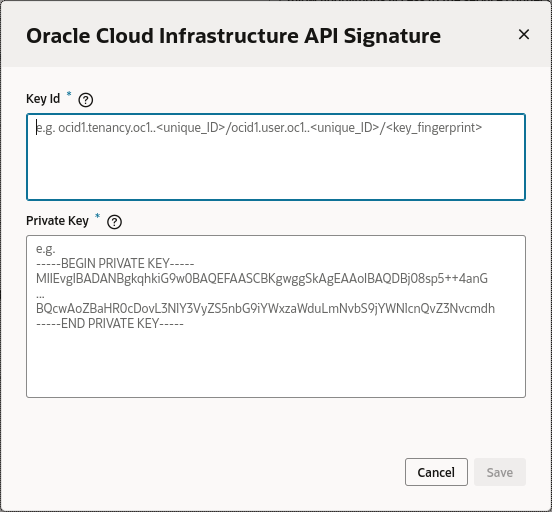 Oracle Cloud Infrastructure API Signature
Key Id *
e.g. ocid1.tenancy.oc1..<unique_ID>/ocid1.user.oc1..<unique_ID>/<key_fingerprint>
Private Key *
e.g.
-----BEGIN PRIVATE KEY-----
MIIEvgIBADANBgkqhkiG9w0BAQEFAASCBKgwggSkAgEAAoIBAQDBj08sp5++4anG
...
BQcwAoZBaHR0cDovL3NlY3VyZS5nbG9iYWxzaWduLmNvbS9jYWNlcnQvZ3Nvcmdh
-----END PRIVATE KEY-----
Cancel Save